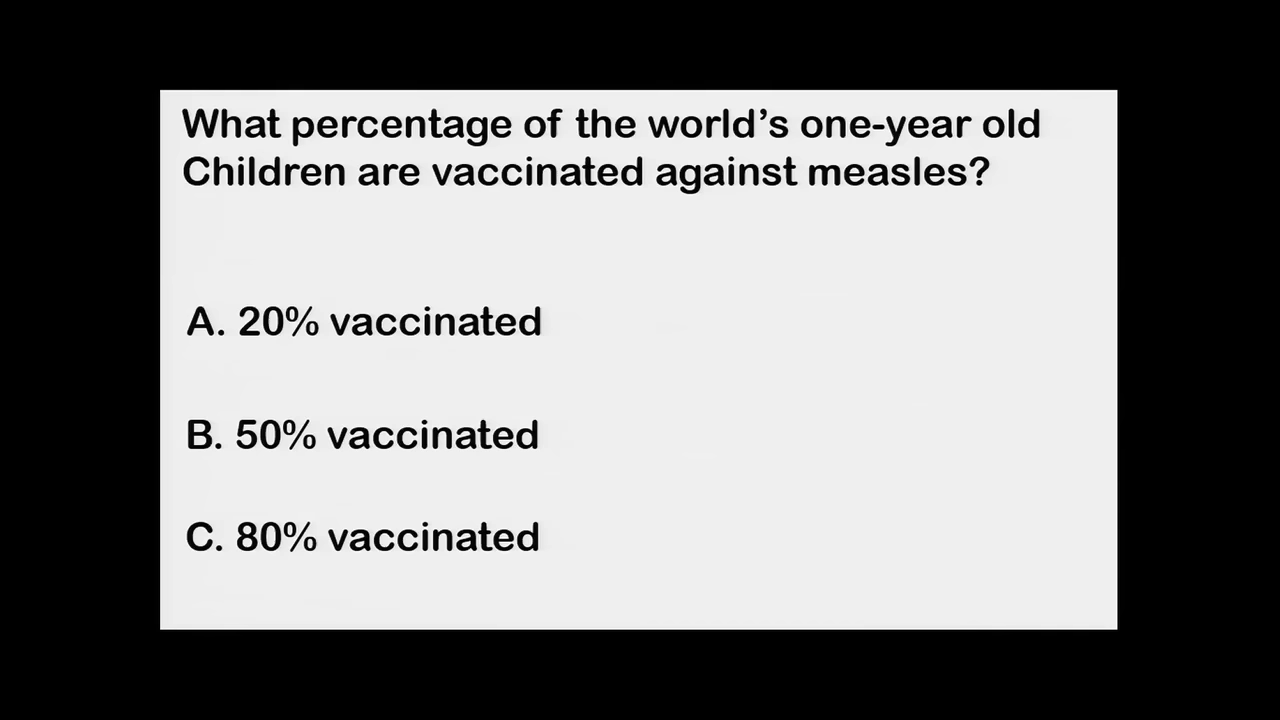 What percentage of the world’s one-year old
Children are vaccinated against measles?
A. 20% vaccinated
B. 50% vaccinated
C. 80% vaccinated